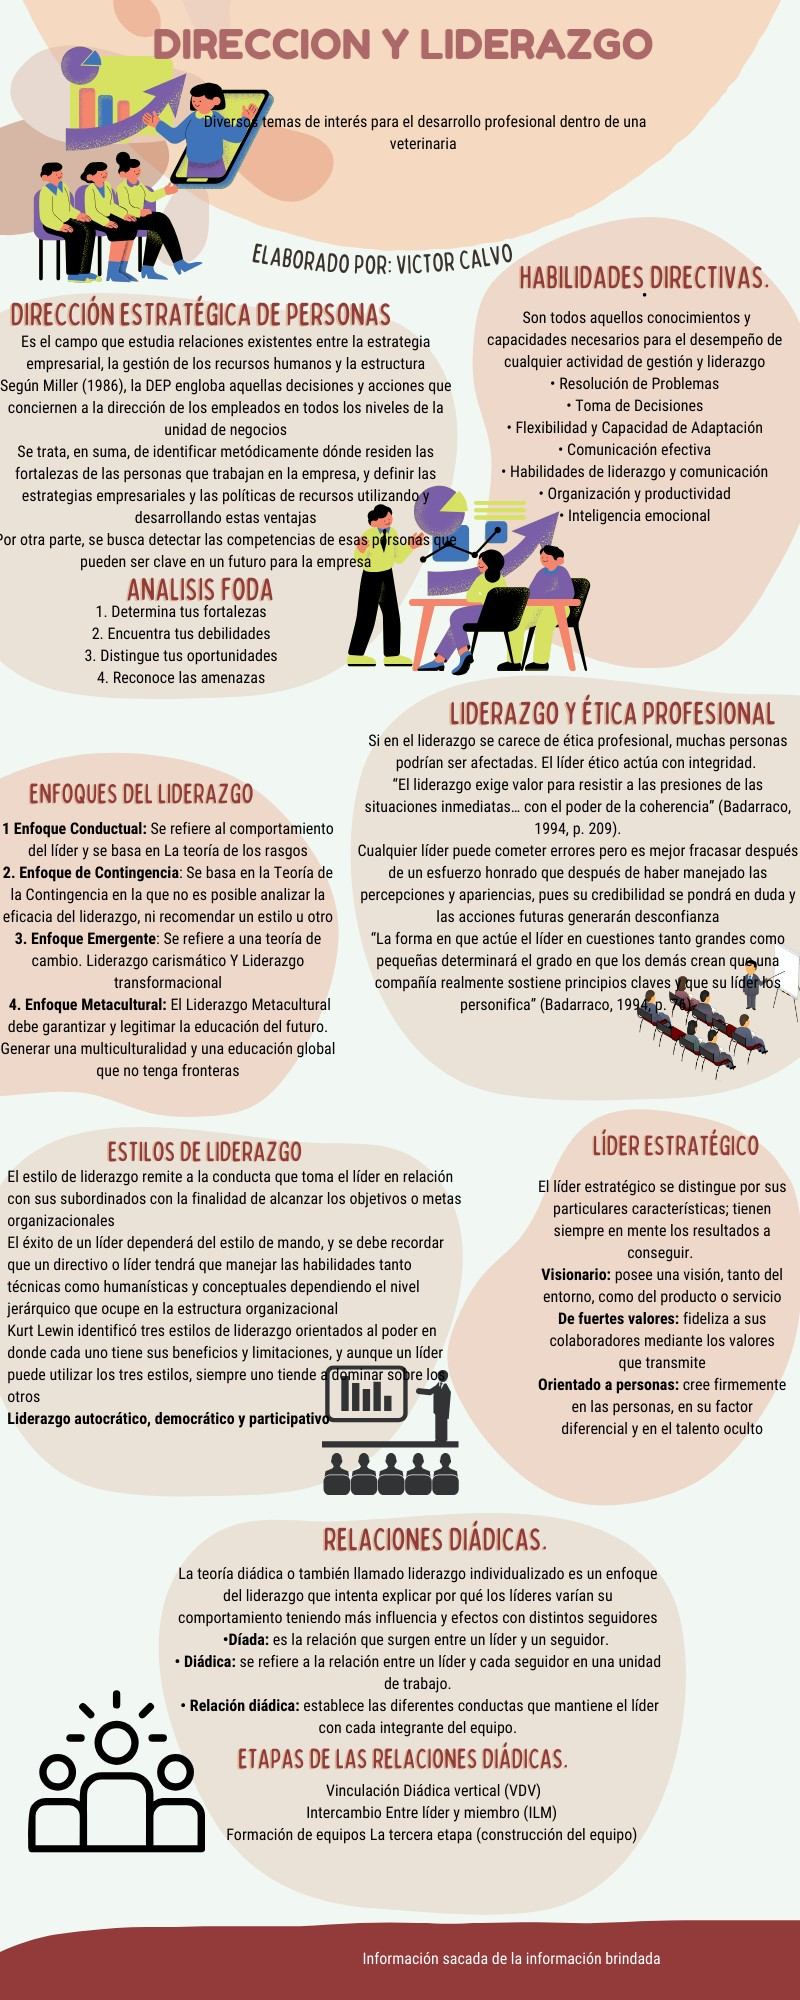 DIRECCION Y LIDERAZGO
Diversos temas de interés para el desarrollo profesional dentro de una
veterinaria
ELABORADO POR: VICTOR CALVO
DIRECCIÓN ESTRATÉGICA DE PERSONAS
Es el campo que estudia relaciones existentes entre la estrategia
empresarial, la gestión de los recursos humanos y la estructura
Según Miller (1986), la DEP engloba aquellas decisiones y acciones que
conciernen a la dirección de los empleados en todos los niveles de la
unidad de negocios
Se trata, en suma, de identificar metódicamente dónde residen las
fortalezas de las personas que trabajan en la empresa, y definir las
estrategias empresariales y las políticas de recursos utilizando y
desarrollando estas ventajas
Por otra parte, se busca detectar las competencias de esas personas que
pueden ser clave en un futuro para la empresa
ANALISIS FODA
1. Determina tus fortalezas
2. Encuentra tus debilidades
3. Distingue tus oportunidades
4. Reconoce las amenazas
HABILIDADES DIRECTIVAS.
•
Son todos aquellos conocimientos y
capacidades necesarios para el desempeño de
cualquier actividad de gestión y liderazgo
• Resolución de Problemas
• Toma de Decisiones
• Flexibilidad y Capacidad de Adaptación
• Comunicación efectiva
• Habilidades de liderazgo y comunicación
• Organización y productividad
• Inteligencia emocional
LIDERAZGO Y ÉTICA PROFESIONAL
Si en el liderazgo se carece de ética profesional, muchas personas
podrían ser afectadas. El líder ético actúa con integridad.
“El liderazgo exige valor para resistir a las presiones de las
situaciones inmediatas… con el poder de la coherencia” (Badarraco,
1994, p. 209).
Cualquier líder puede cometer errores pero es mejor fracasar después
de un esfuerzo honrado que después de haber manejado las
percepciones y apariencias, pues su credibilidad se pondrá en duda y
las acciones futuras generarán desconfianza
“La forma en que actúe el líder en cuestiones tanto grandes como
pequeñas determinará el grado en que los demás crean que una
compañía realmente sostiene principios claves y que su líder los
personifica” (Badarraco, 1994, p. 76).
ENFOQUES DEL LIDERAZGO
1 Enfoque Conductual: Se refiere al comportamiento
del líder y se basa en La teoría de los rasgos
2. Enfoque de Contingencia: Se basa en la Teoría de
la Contingencia en la que no es posible analizar la
eficacia del liderazgo, ni recomendar un estilo u otro
3. Enfoque Emergente: Se refiere a una teoría de
cambio. Liderazgo carismático Y Liderazgo
transformacional
4. Enfoque Metacultural: El Liderazgo Metacultural
debe garantizar y legitimar la educación del futuro.
Generar una multiculturalidad y una educación global
que no tenga fronteras
ESTILOS DE LIDERAZGO
El estilo de liderazgo remite a la conducta que toma el líder en relación
con sus subordinados con la finalidad de alcanzar los objetivos o metas
organizacionales
El éxito de un líder dependerá del estilo de mando, y se debe recordar
que un directivo o líder tendrá que manejar las habilidades tanto
técnicas como humanísticas y conceptuales dependiendo el nivel
jerárquico que ocupe en la estructura organizacional
Kurt Lewin identificó tres estilos de liderazgo orientados al poder en
donde cada uno tiene sus beneficios y limitaciones, y aunque un líder
puede utilizar los tres estilos, siempre uno tiende a dominar sobre los
otros
Liderazgo autocrático, democrático y participativo
LÍDER ESTRATÉGICO
El líder estratégico se distingue por sus
particulares características; tienen
siempre en mente los resultados a
conseguir.
Visionario: posee una visión, tanto del
entorno, como del producto o servicio
De fuertes valores: fideliza a sus
colaboradores mediante los valores
que transmite
Orientado a personas: cree firmemente
en las personas, en su factor
diferencial y en el talento oculto
RELACIONES DIÁDICAS.
La teoría diádica o también llamado liderazgo individualizado es un enfoque
del liderazgo que intenta explicar por qué los líderes varían su
comportamiento teniendo más influencia y efectos con distintos seguidores
•Díada: es la relación que surgen entre un líder y un seguidor.
• Diádica: se refiere a la relación entre un líder y cada seguidor en una unidad
de trabajo.
• Relación diádica: establece las diferentes conductas que mantiene el líder
con cada integrante del equipo.
ETAPAS DE LAS RELACIONES DIÁDICAS.
Vinculación Diádica vertical (VDV)
Intercambio Entre líder y miembro (ILM)
Formación de equipos La tercera etapa (construcción del equipo)
Información sacada de la información brindada